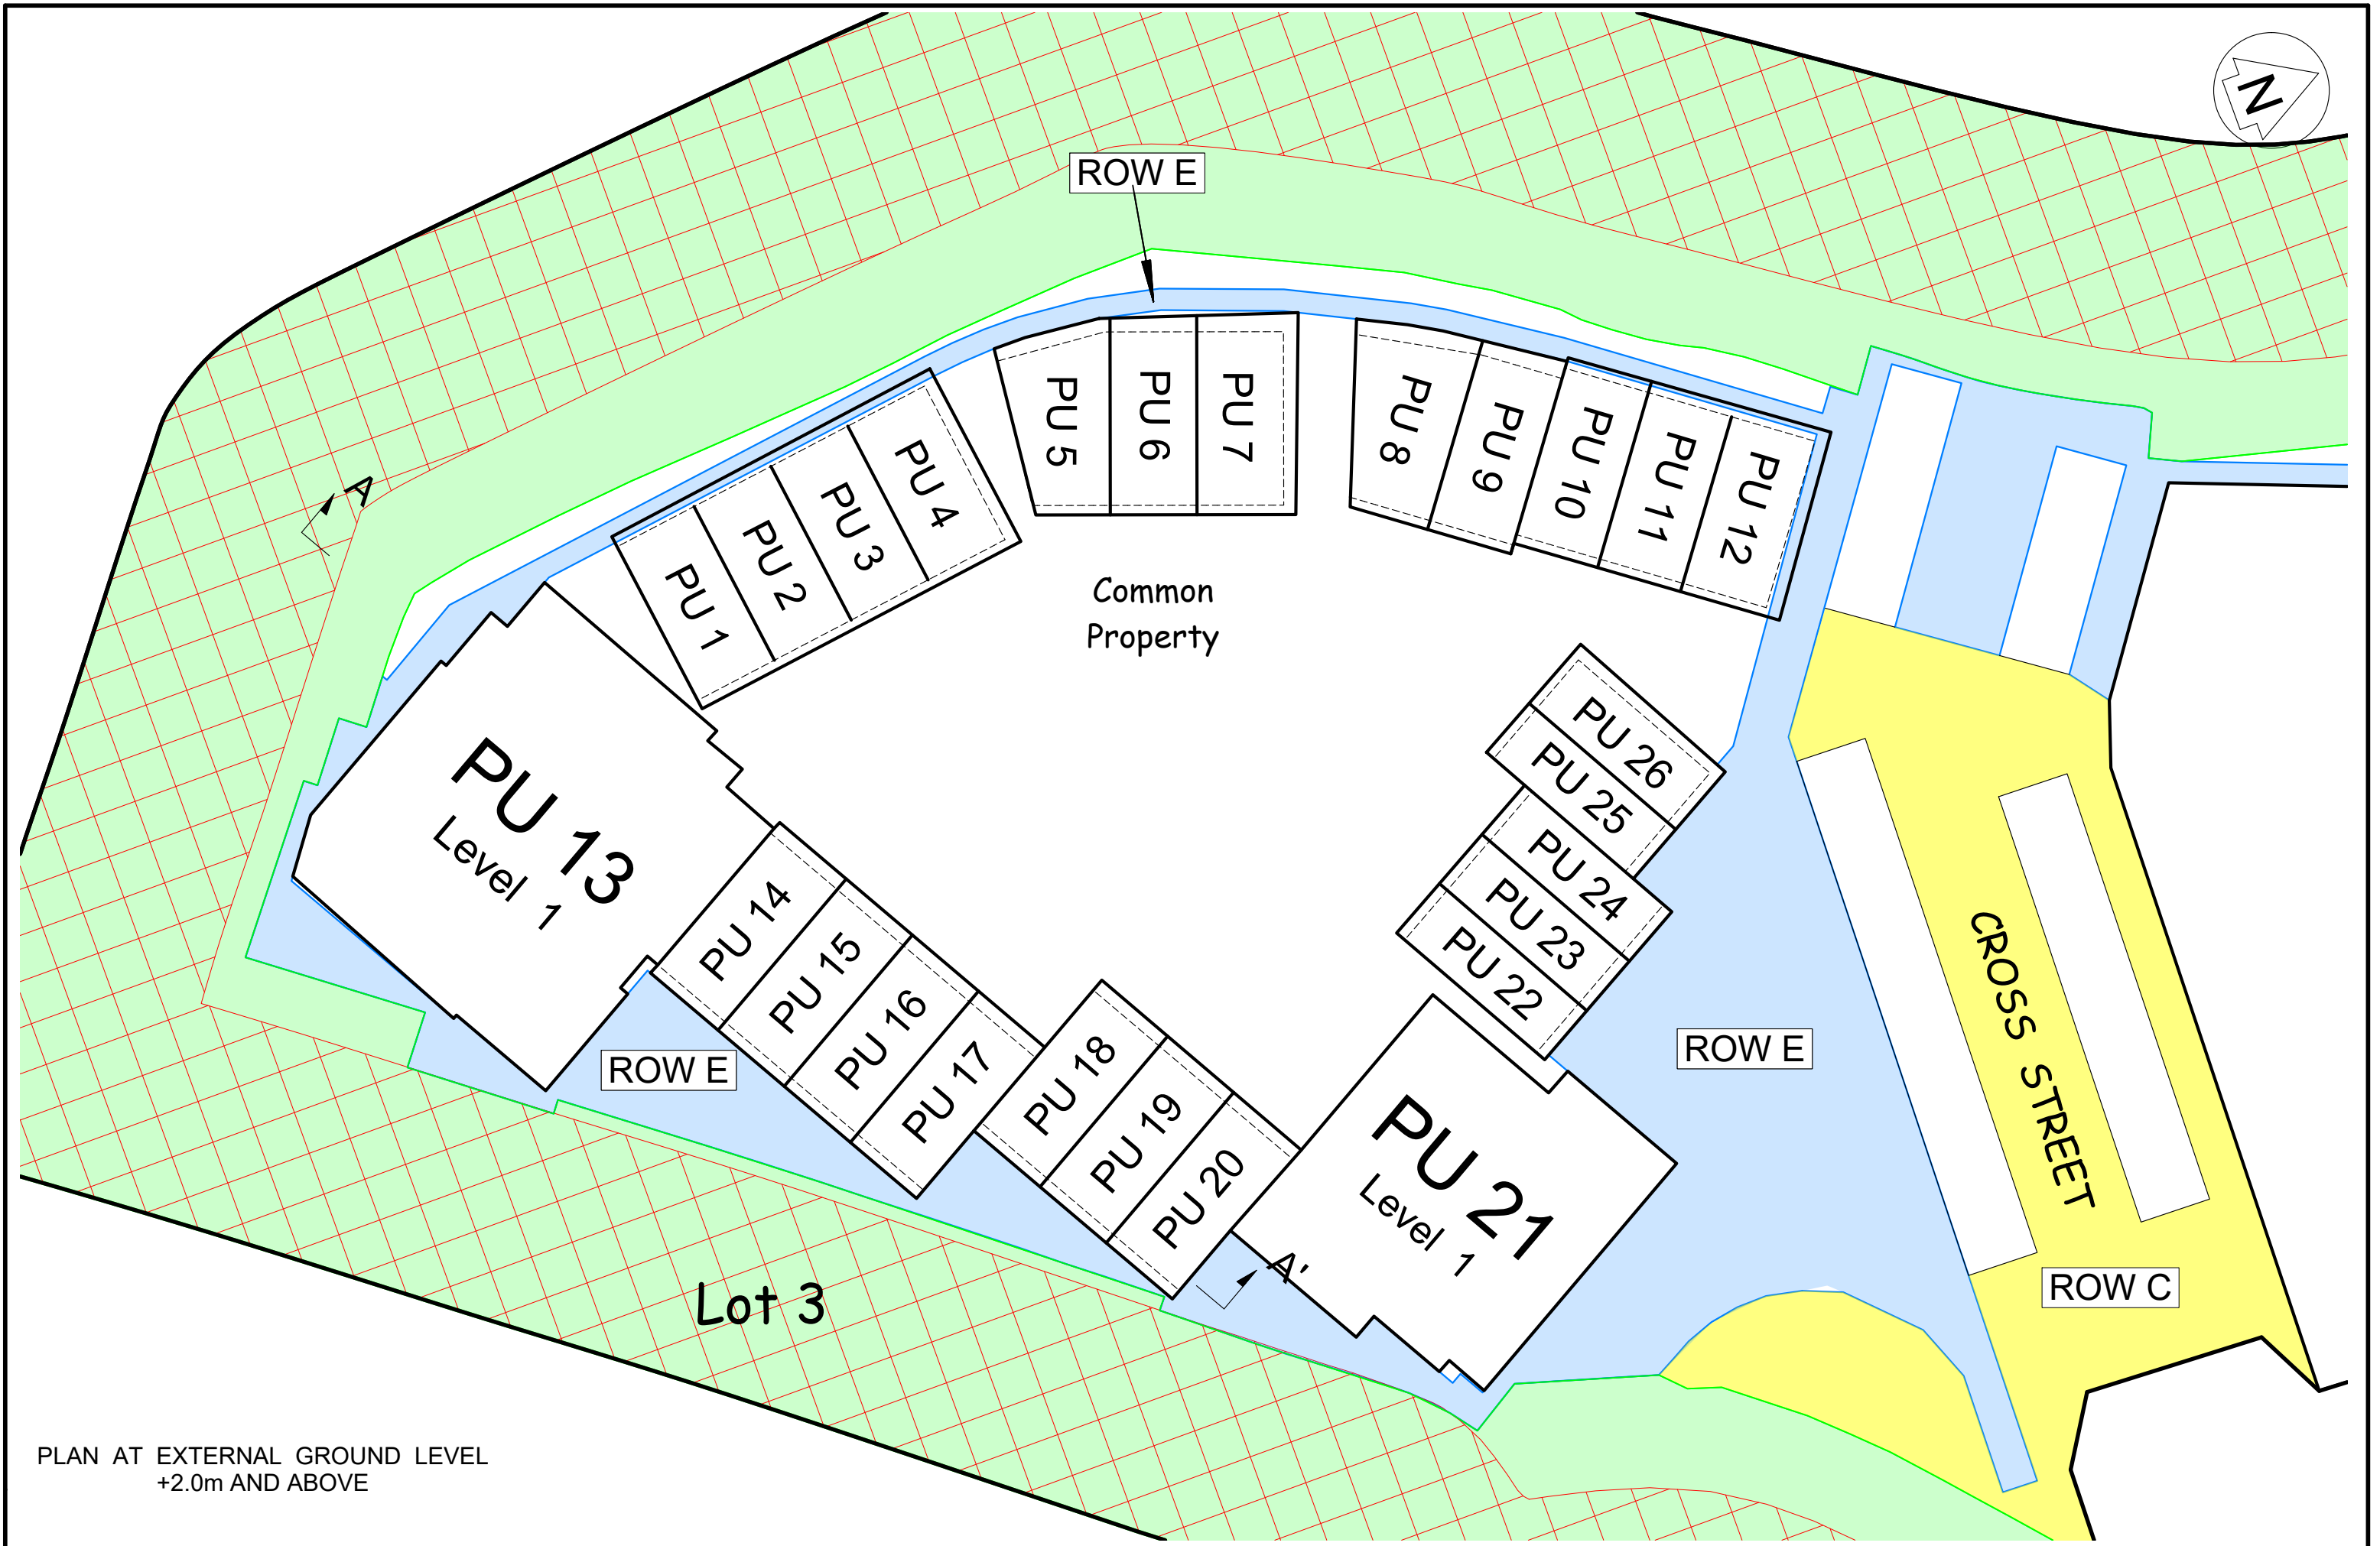 N
ROW E
PU 5
PU 6
PU 7
PU 8
PU 9
PU 10
PU 11
PU 12
PU 4
PU 3
PU 2
PU 1
A
Common
Property
PU 13
Level 1
PU 26
PU 25
PU 24
PU 23
PU 22
PU 14
PU 15
PU 16
PU 17
PU 18
PU 19
PU 20
ROW E
ROW E
CROSS STREET
PU 21
Level 1
A'
ROW C
Lot 3
PLAN AT EXTERNAL GROUND LEVEL
+2.0m AND ABOVE